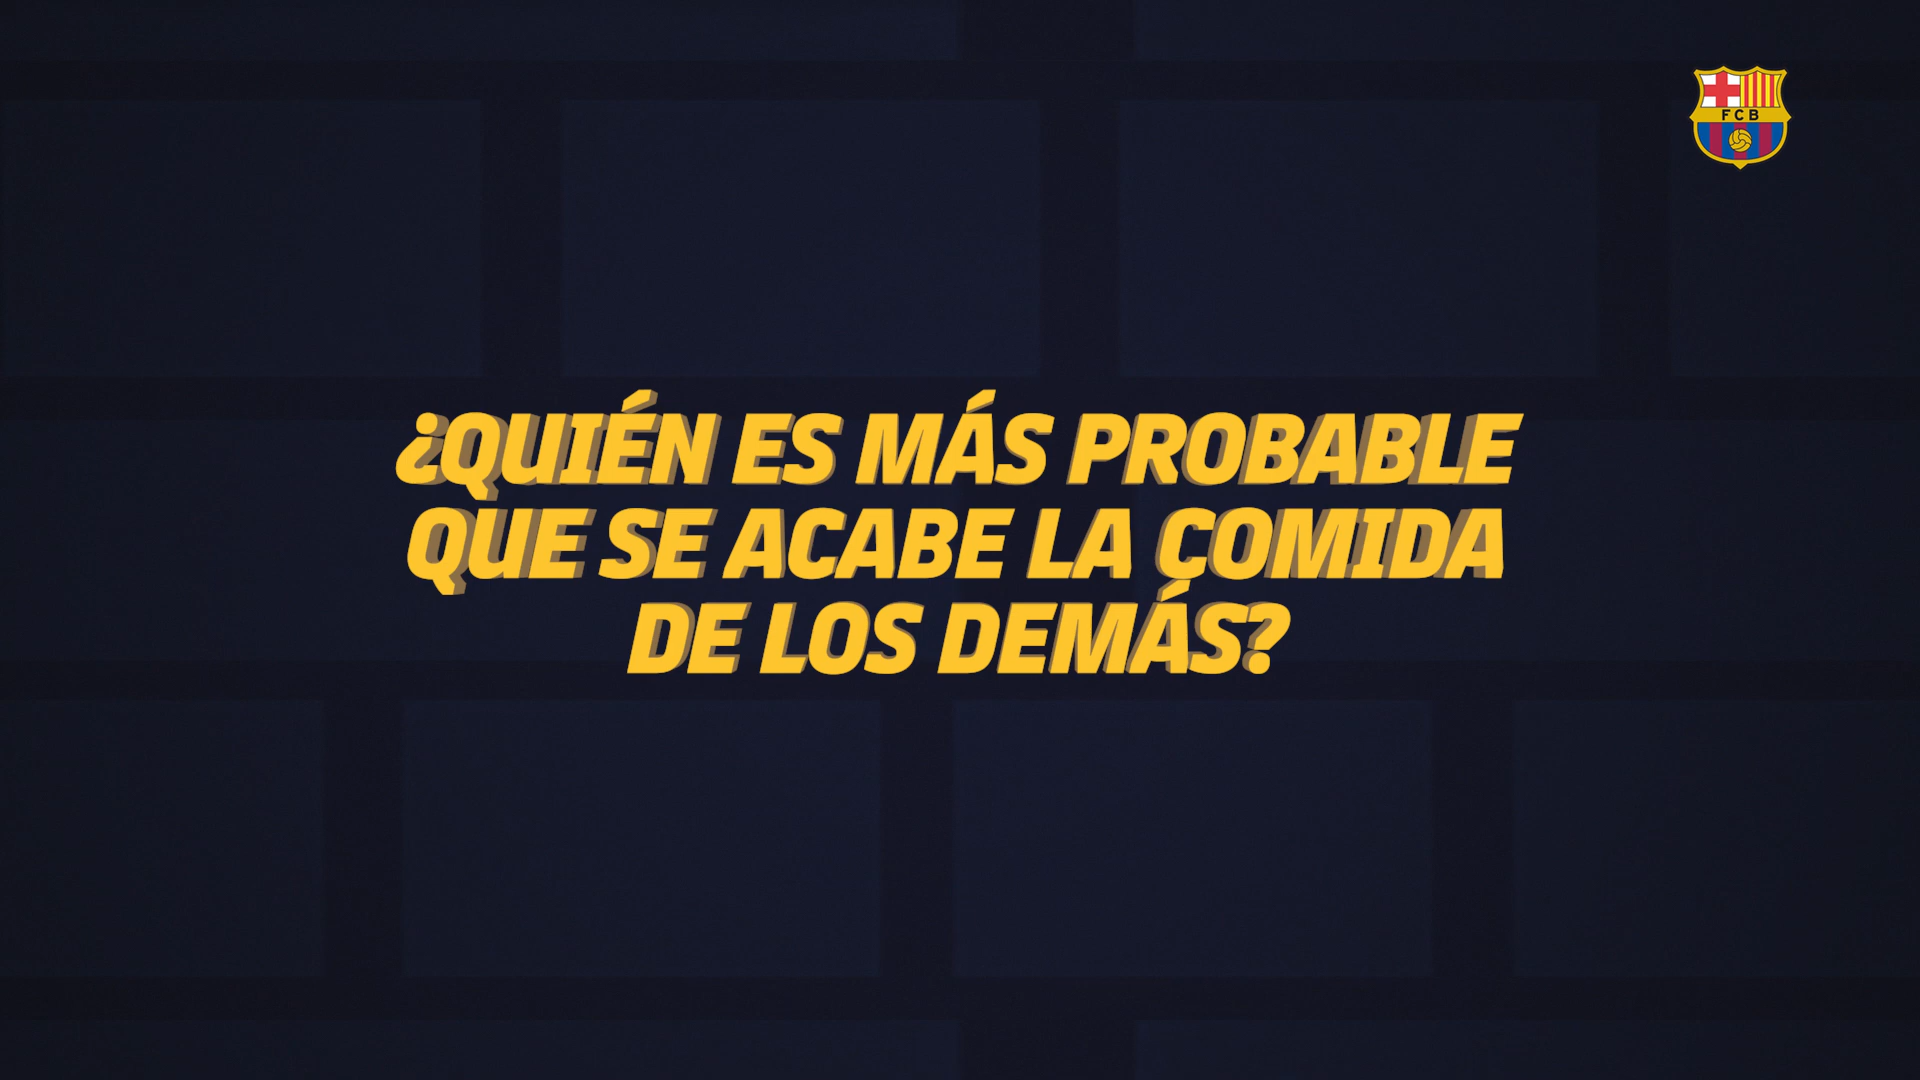 FCB
¿QUIÉN ES MÁS PROBABLE
QUE SE ACABE LA COMIDA
DE LOS DEMÁS?